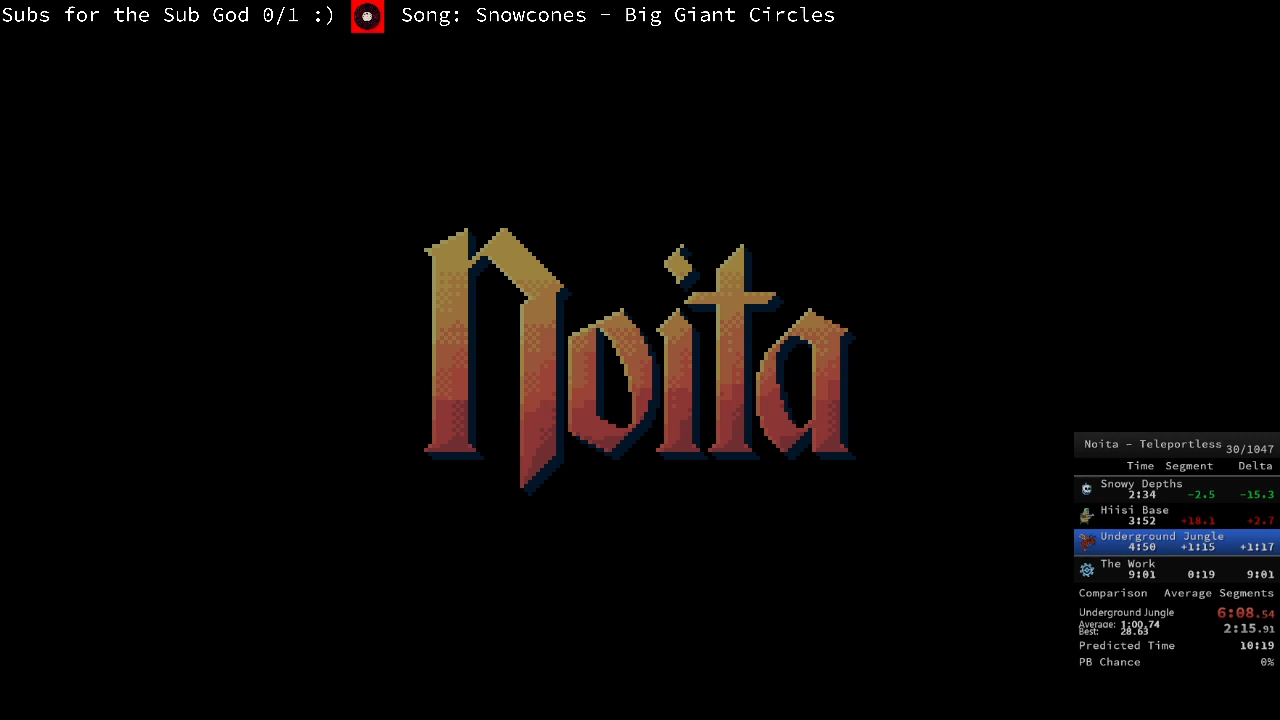 Subs for the Sub God 0/1 :) Song: Snowcones - Big Giant Circles
Noita
Noita - Teleportless 30/1047
Time Segment Delta
Snowy Depths
2:34 -2.5 -15.3
Hiisi Base
3:52 +18.1 +2.7
Underground Jungle
4:50 +1:15 +1:17
The Work
9:01 0:19 9:01
Comparison Average Segments
Underground Jungle 6:08.54
Average: 1:00.74
Best: 28.63 2:15.91
Predicted Time 10:19
PB Chance 0%